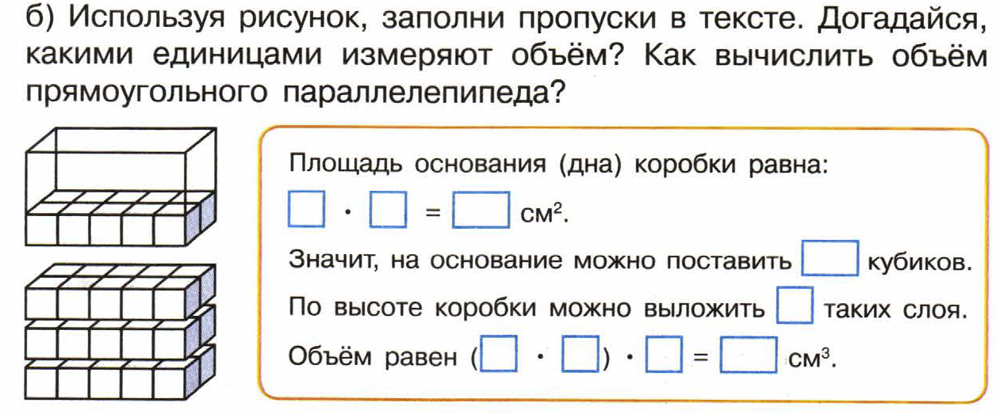 б) Используя рисунок, заполни пропуски в тексте. Догадайся,
какими единицами измеряют объём? Как вычислить объём
прямоугольного параллелепипеда?
Площадь основания (дна) коробки равна:
□ · □ = □ см².
Значит, на основание можно поставить □ кубиков.
По высоте коробки можно выложить □ таких слоя.
Объём равен (□ · □) · □ = □ см³.